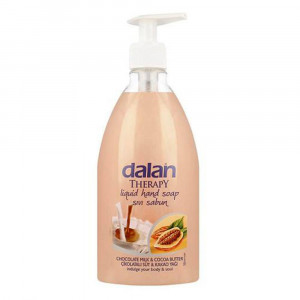 dalan
THERAPY
liquid hand soap
sıvı sabun
CHOCOLATE MILK & COCOA BUTTER
ÇİKOLATALI SÜT & KAKAO YAĞI
indulge your body & soul